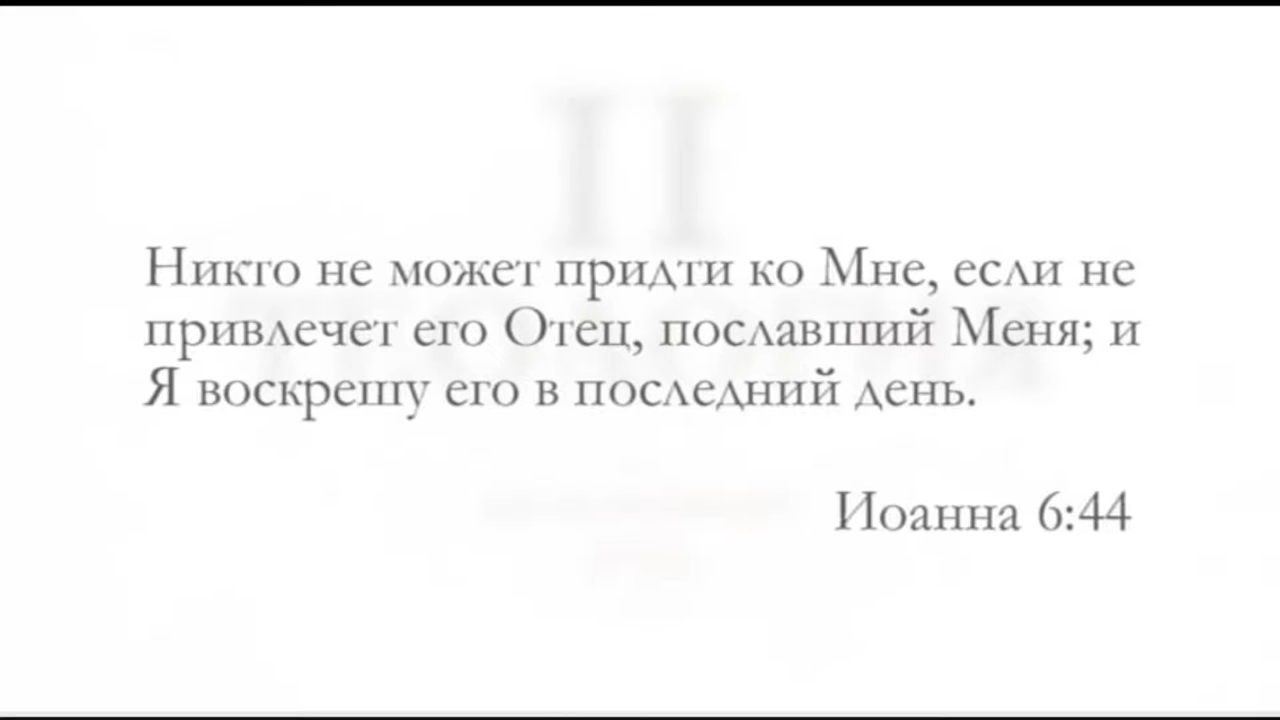 Никто не может придти ко Мне, если не
привлечет его Отец, пославший Меня; и
Я воскрешу его в последний день.
Иоанна 6:44